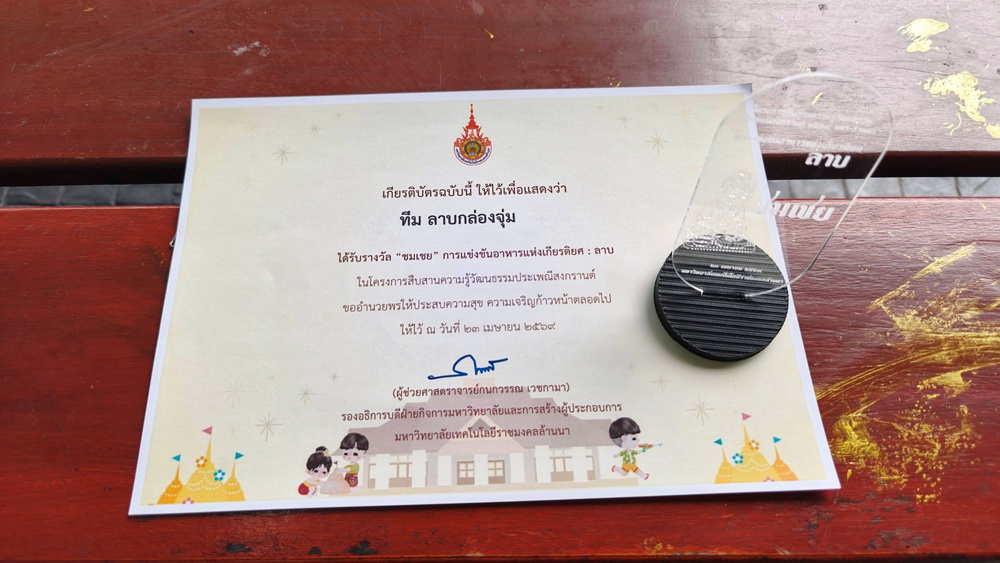 เกียรติบัตรฉบับนี้ ให้ไว้เพื่อแสดงว่า
ทีม ลาบกล่องจุ่ม
ได้รับรางวัล “ชมเชย” การแข่งขันอาหารแห่งเกียรติยศ : ลาบ
ในโครงการสืบสานความรู้วัฒนธรรมประเพณีสงกรานต์
ขออำนวยพรให้ประสบความสุข ความเจริญก้าวหน้าตลอดไป
ให้ไว้ ณ วันที่ ๒๓ เมษายน ๒๕๖๙
(ผู้ช่วยศาสตราจารย์กนกวรรณ เวชกามา)
รองอธิการบดีฝ่ายกิจการมหาวิทยาลัยและการสร้างผู้ประกอบการ
มหาวิทยาลัยเทคโนโลยีราชมงคลล้านนา
ลาบ